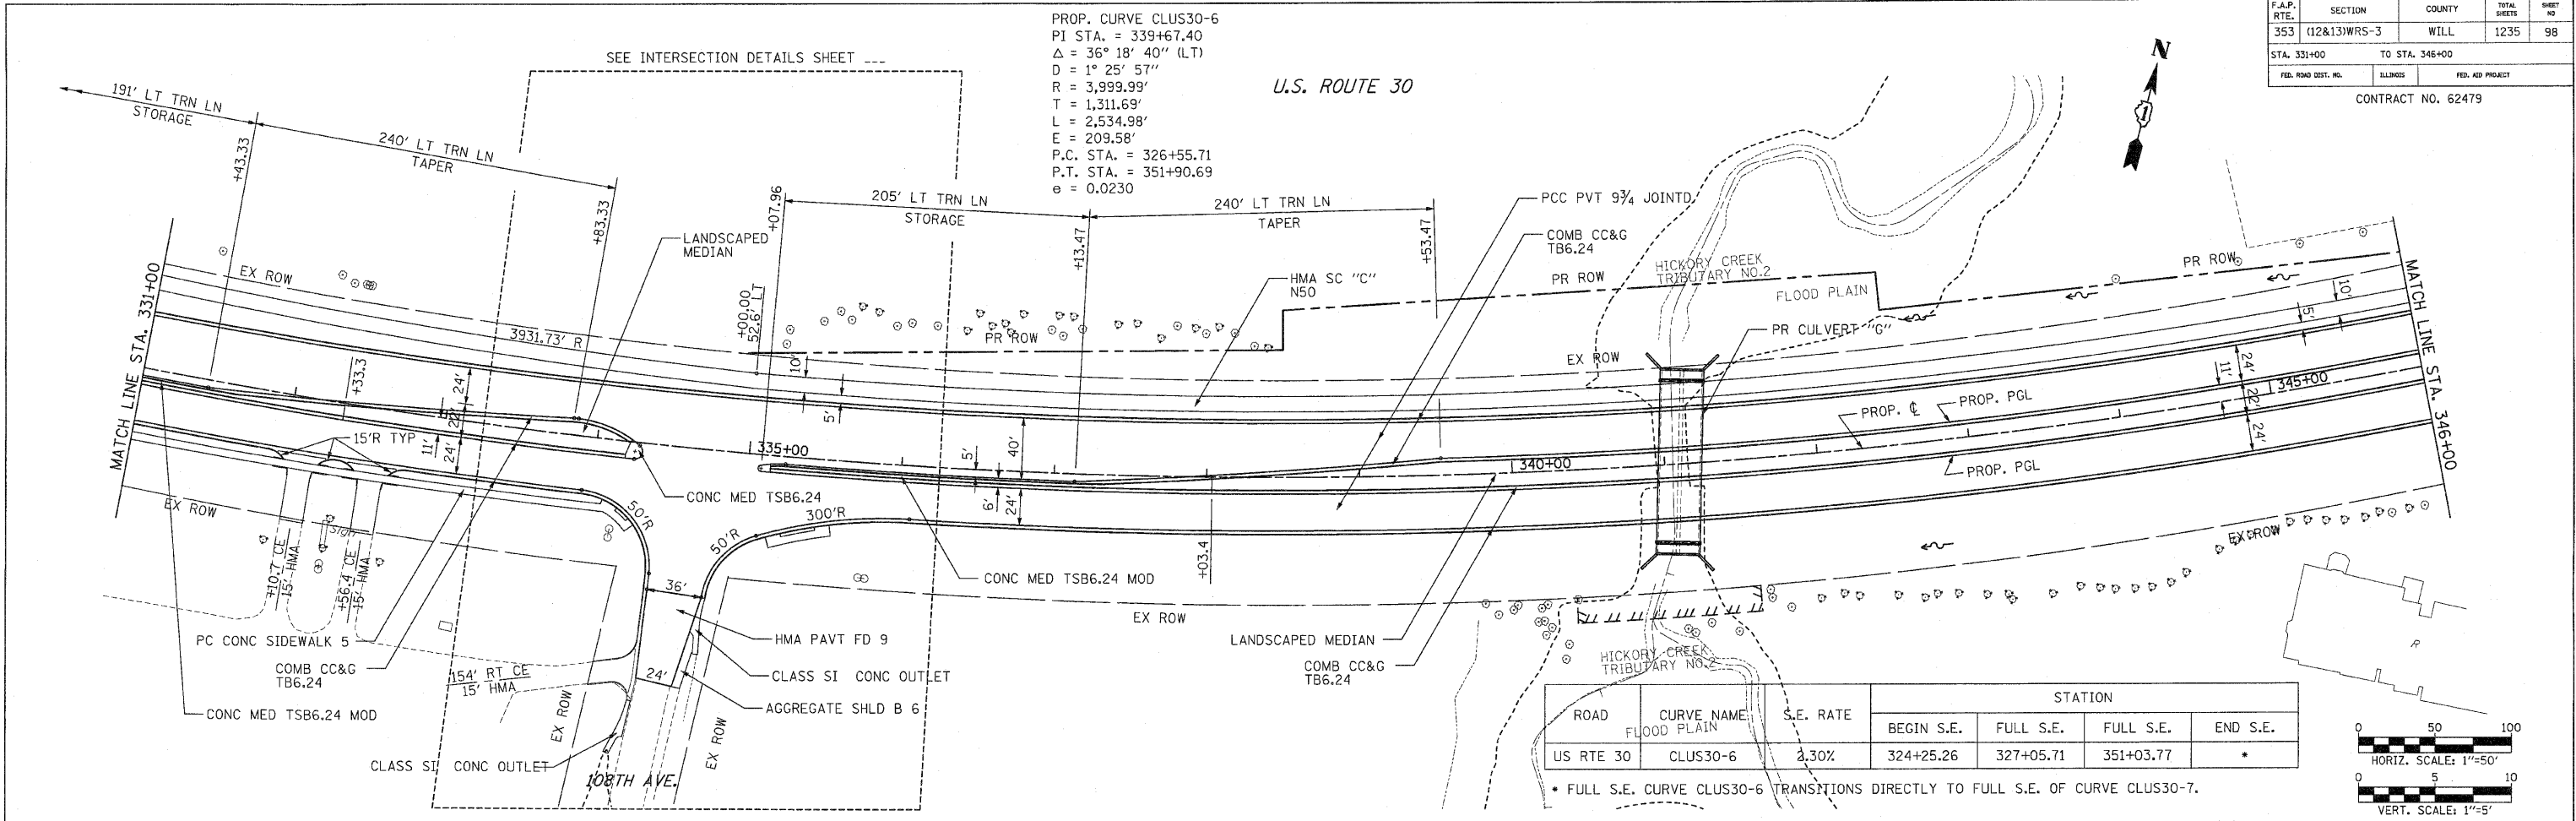 PROP. CURVE CLUS30-6
PI STA. = 339+67.40
Δ = 36° 18' 40" (LT)
D = 1° 25' 57"
R = 3,999.99'
T = 1,311.69'
L = 2,534.98'
E = 209.58'
P.C. STA. = 326+55.71
P.T. STA. = 351+90.69
e = 0.0230
U.S. ROUTE 30
F.A.P. RTE. SECTION COUNTY TOTAL SHEETS SHEET NO
353 (12&13)WRS-3 WILL 1235 98
STA. 331+00 TO STA. 346+00
FED. ROAD DIST. NO. ILLINOIS FED. AID PROJECT
CONTRACT NO. 62479
N
1
SEE INTERSECTION DETAILS SHEET ___
191' LT TRN LN
STORAGE
240' LT TRN LN
TAPER
+43.33
+83.33
+07.96
205' LT TRN LN
STORAGE
+13.47
240' LT TRN LN
TAPER
+53.47
LANDSCAPED
MEDIAN
+00.00
52.6' LT
PCC PVT 9¾ JOINTD
COMB CC&G
TB6.24
HMA SC "C"
N50
HICKORY CREEK
TRIBUTARY NO.2
FLOOD PLAIN
PR CULVERT "G"
PR ROW
PR ROW
PR ROW
EX ROW
EX ROW
3931.73' R
MATCH LINE STA. 331+00
MATCH LINE STA. 346+00
+33.3
24'
22'
11'
24'
15'R TYP
10'
5'
335+00
5'
40'
6'
24'
340+00
PROP. ℄
PROP. PGL
PROP. PGL
10'
5'
24'
11'
22'
24'
345+00
CONC MED TSB6.24
50'R
50'R
300'R
CONC MED TSB6.24 MOD
+03.4
EX ROW
Sign
+10.7 CE
15' HMA
+56.4 CE
15' HMA
36'
EX ROW
EX ROW
PC CONC SIDEWALK 5
COMB CC&G
TB6.24
CONC MED TSB6.24 MOD
154' RT CE
15' HMA
24'
HMA PAVT FD 9
CLASS SI CONC OUTLET
AGGREGATE SHLD B 6
EX ROW
EX ROW
CLASS SI CONC OUTLET
108TH AVE.
LANDSCAPED MEDIAN
COMB CC&G
TB6.24
HICKORY CREEK
TRIBUTARY NO.2
FLOOD PLAIN
R
ROAD CURVE NAME S.E. RATE STATION
BEGIN S.E. FULL S.E. FULL S.E. END S.E.
US RTE 30 CLUS30-6 2.30% 324+25.26 327+05.71 351+03.77 *
* FULL S.E. CURVE CLUS30-6 TRANSITIONS DIRECTLY TO FULL S.E. OF CURVE CLUS30-7.
0 50 100
HORIZ. SCALE: 1"=50'
0 5 10
VERT. SCALE: 1"=5'